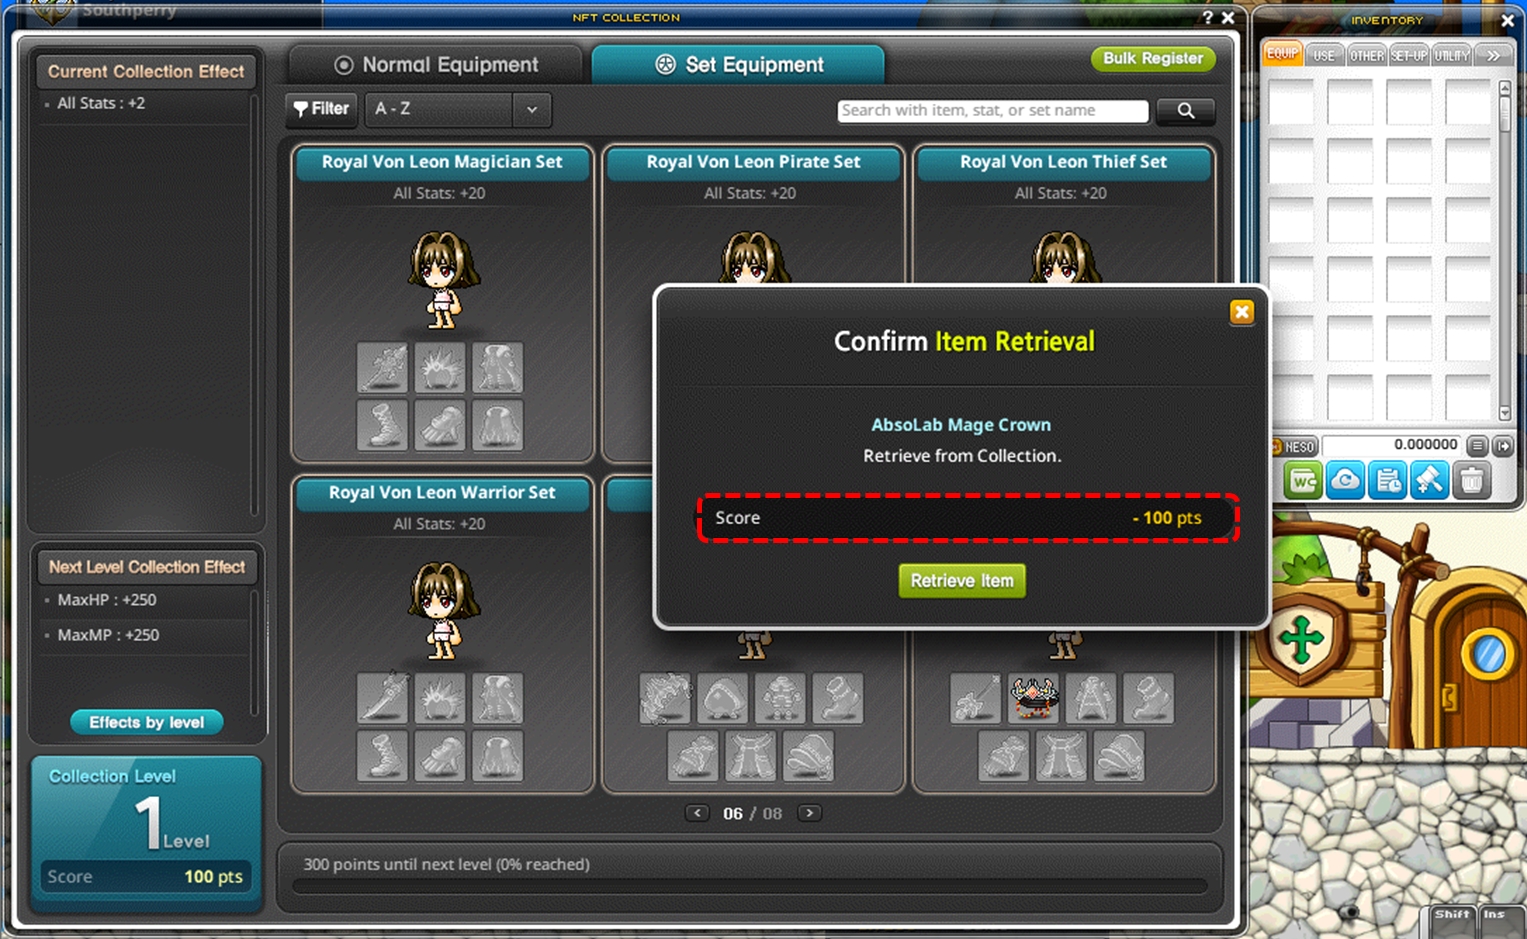 Southperry
NFT COLLECTION
?
INVENTORY
Current Collection Effect
All Stats : +2
Normal Equipment
Set Equipment
Bulk Register
EQUIP
USE
OTHER
SET-UP
UTILITY
Filter
A - Z
Search with item, stat, or set name
Royal Von Leon Magician Set
All Stats: +20
Royal Von Leon Pirate Set
All Stats: +20
Royal Von Leon Thief Set
All Stats: +20
Confirm Item Retrieval
AbsoLab Mage Crown
Retrieve from Collection.
Score
- 100 pts
Retrieve Item
NESO
0.000000
WC
Royal Von Leon Warrior Set
All Stats: +20
Next Level Collection Effect
MaxHP : +250
MaxMP : +250
Effects by level
Collection Level
1 Level
Score
100 pts
06 / 08
300 points until next level (0% reached)
Shift
Ins